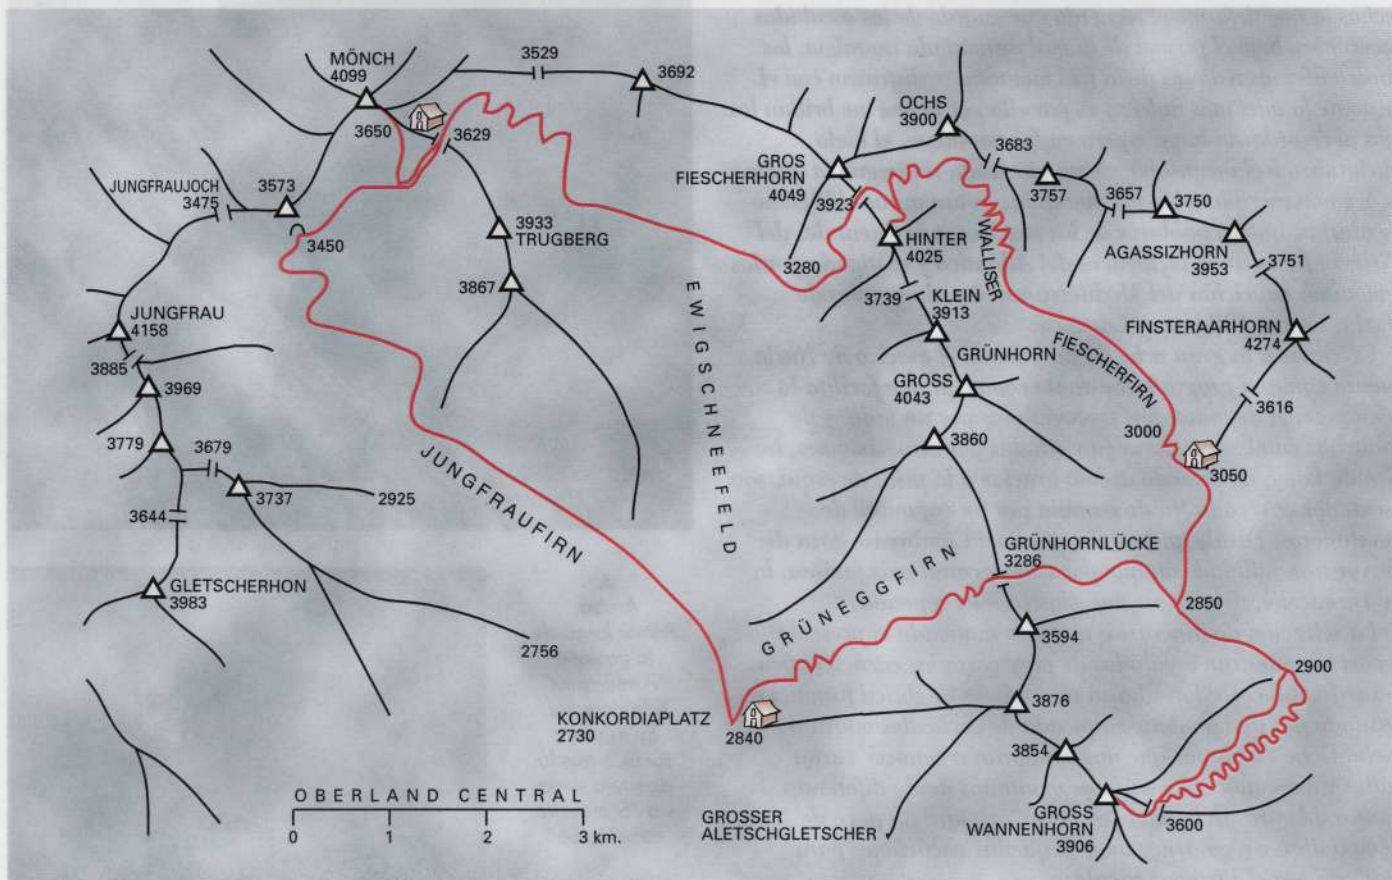 3529
MÖNCH
4099
3692
3650
3629
OCHS
3900
3683
GROS
FIESCHERHORN
4049
3923
3757
3657
3750
JUNGFRAUJOCH
3475
3573
3450
3933
TRUGBERG
HINTER
4025
WALLISER
AGASSIZHORN
3953
3751
3280
3867
3739
KLEIN
3913
GRÜNHORN
FINSTERAARHORN
4274
JUNGFRAU
4158
3885
3969
EWIGSCHNEEFELD
FIESCHERFIRN
GROSS
4043
3616
3779
3679
3860
3000
3050
3737
2925
3644
JUNGFRAUFIRN
GLETSCHERHON
3983
GRÜNEGGFIRN
GRÜNHORNLÜCKE
3286
2850
3594
2756
2900
KONKORDIAPLATZ
2730
2840
3876
3854
OBERLAND CENTRAL
0 1 2 3 km.
GROSSER
ALETSCHGLETSCHER
GROSS
WANNENHORN
3906
3600